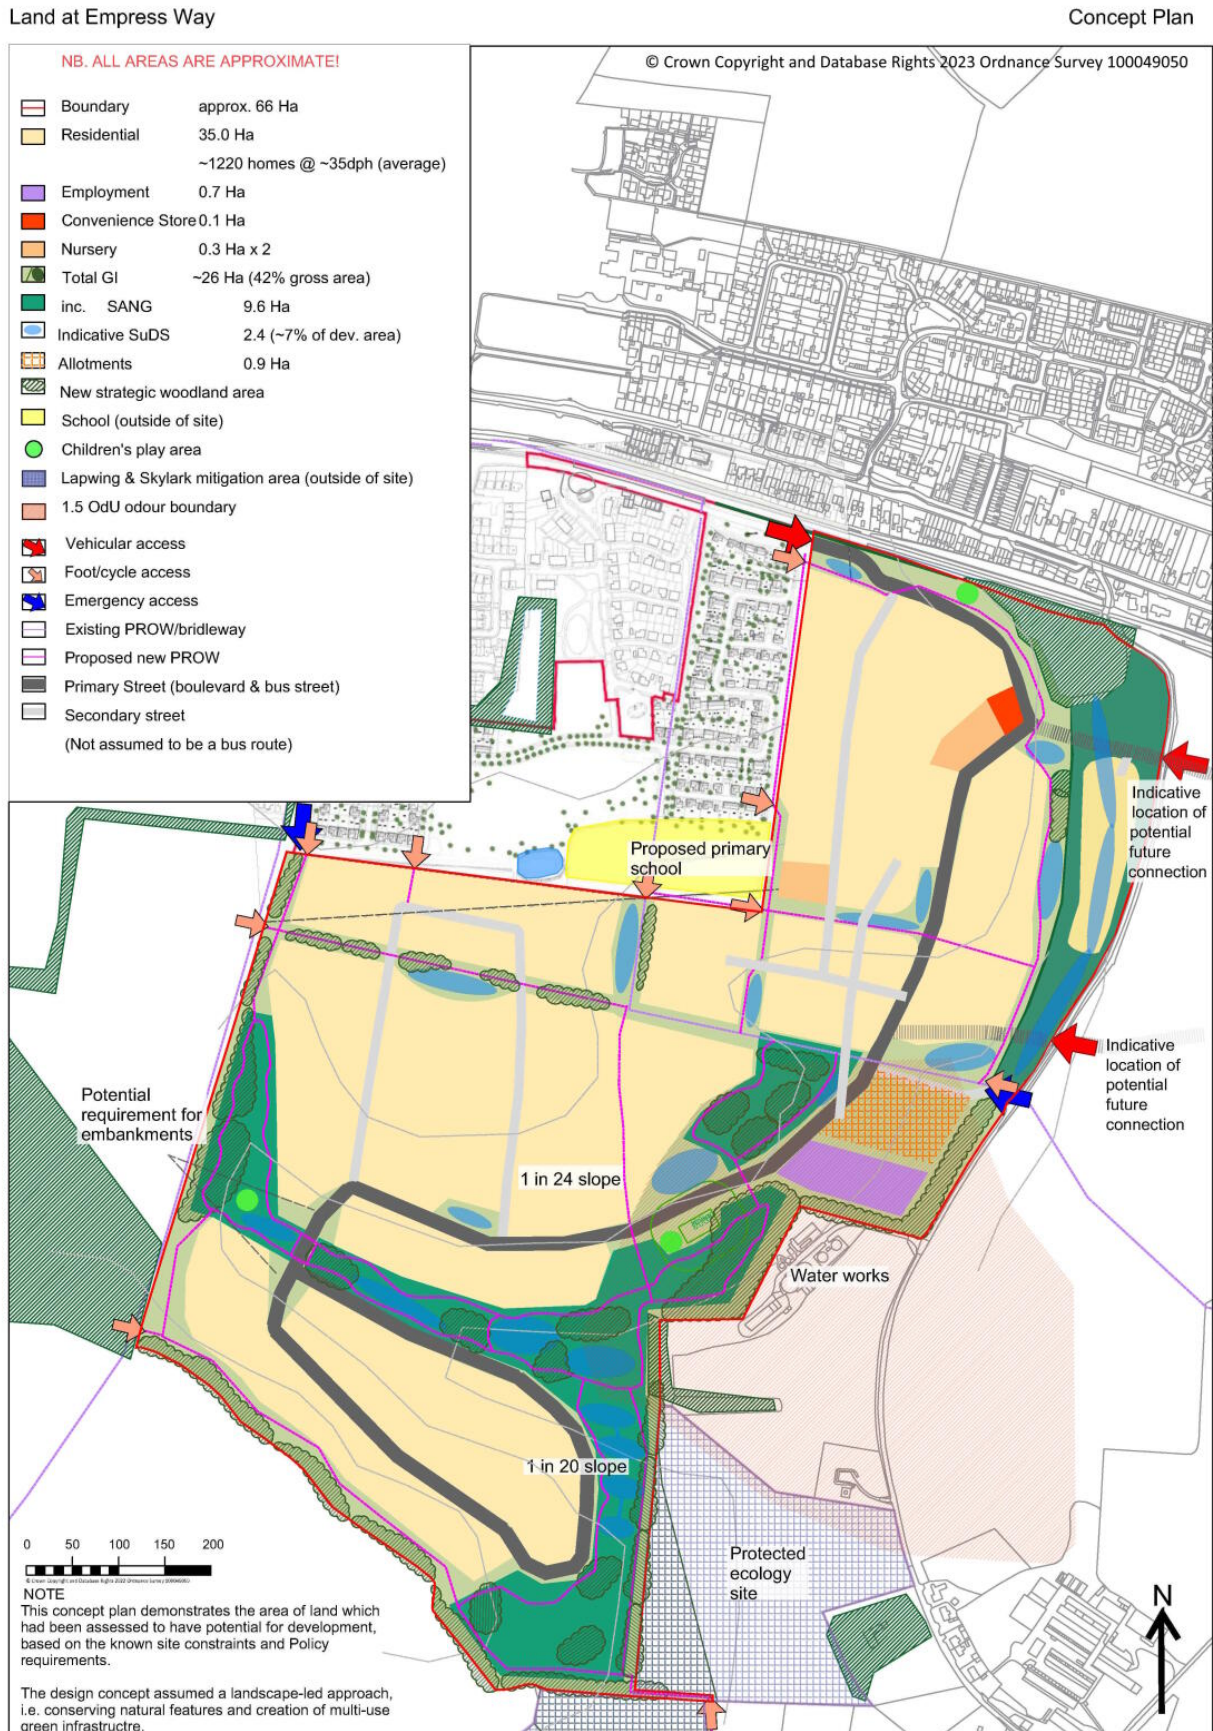 Land at Empress Way
Concept Plan
© Crown Copyright and Database Rights 2023 Ordnance Survey 100049050
NB. ALL AREAS ARE APPROXIMATE!
Boundary approx. 66 Ha
Residential 35.0 Ha
~1220 homes @ ~35dph (average)
Employment 0.7 Ha
Convenience Store 0.1 Ha
Nursery 0.3 Ha x 2
Total GI ~26 Ha (42% gross area)
inc. SANG 9.6 Ha
Indicative SuDS 2.4 (~7% of dev. area)
Allotments 0.9 Ha
New strategic woodland area
School (outside of site)
Children's play area
Lapwing & Skylark mitigation area (outside of site)
1.5 OdU odour boundary
Vehicular access
Foot/cycle access
Emergency access
Existing PROW/bridleway
Proposed new PROW
Primary Street (boulevard & bus street)
Secondary street
(Not assumed to be a bus route)
Indicative
location of
potential
future
connection
Proposed primary
school
Indicative
location of
potential
future
connection
Potential
requirement for
embankments
1 in 24 slope
Water works
1 in 20 slope
Protected
ecology
site
N
0 50 100 150 200
© Crown Copyright and Database Rights 2022 Ordnance Survey 100049050
NOTE
This concept plan demonstrates the area of land which
had been assessed to have potential for development,
based on the known site constraints and Policy
requirements.
The design concept assumed a landscape-led approach,
i.e. conserving natural features and creation of multi-use
green infrastructre.